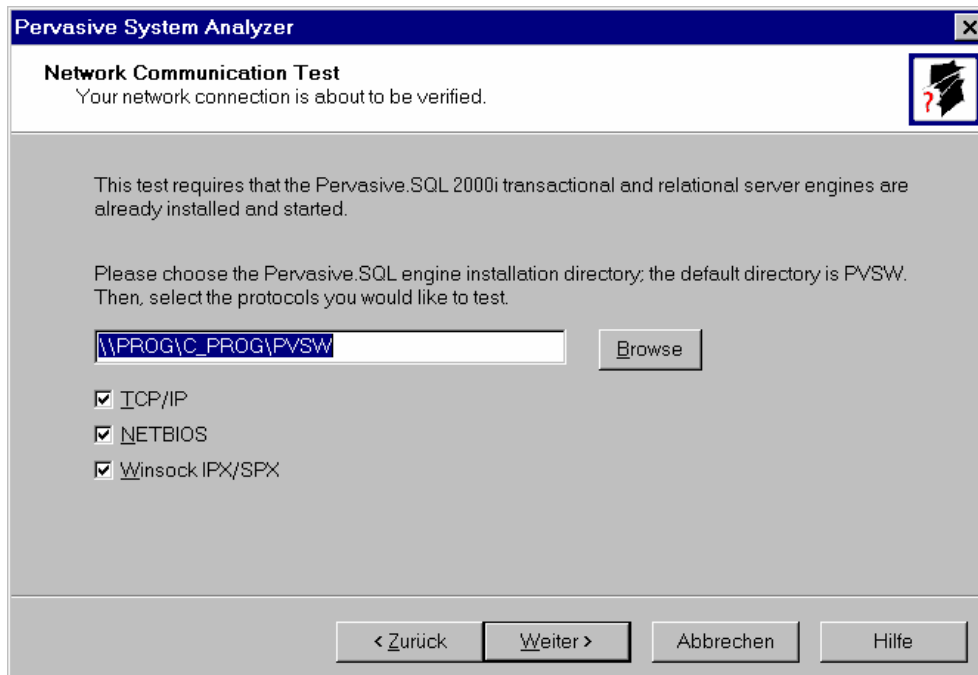 Pervasive System Analyzer
Network Communication Test
Your network connection is about to be verified.
?
This test requires that the Pervasive.SQL 2000i transactional and relational server engines are
already installed and started.
Please choose the Pervasive.SQL engine installation directory; the default directory is PVSW.
Then, select the protocols you would like to test.
\\PROG\C_PROG\PVSW
Browse
TCP/IP
NETBIOS
Winsock IPX/SPX
< Zurück
Weiter >
Abbrechen
Hilfe